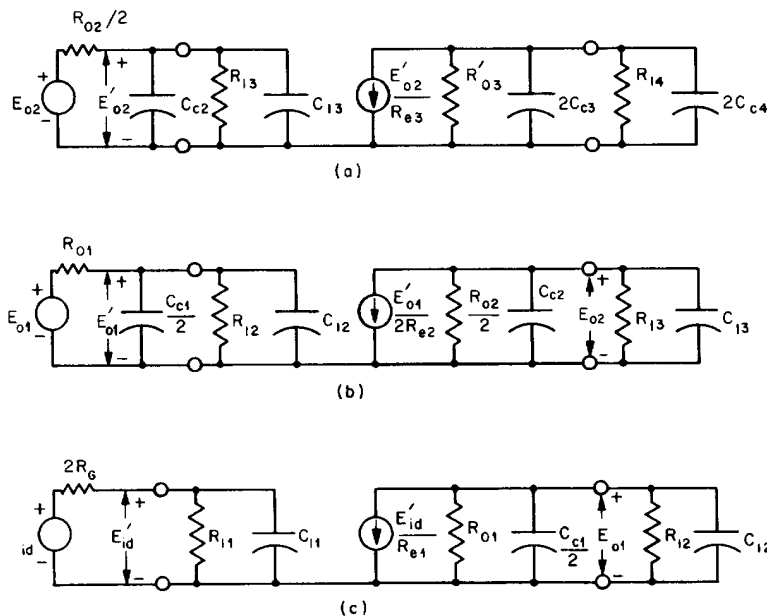 R02/2
+
E02
-
+
E'02
-
Cc2
R13
C13
E'02
Re3
R'03
2Cc3
R14
2Cc4
(a)
R01
+
E01
-
+
E'01
-
Cc1
2
R12
C12
E'01
2Re2
R02
2
Cc2
+
E02
-
R13
C13
(b)
2RG
+
id
-
+
E'id
-
R11
C11
E'id
Re1
R01
Cc1
2
+
E01
-
R12
C12
(c)